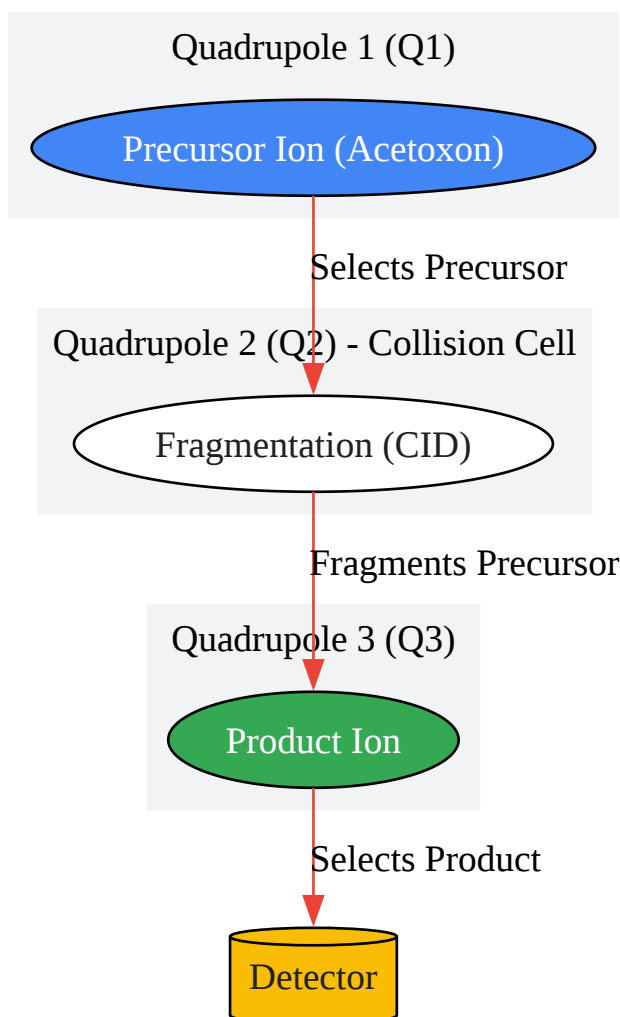 Quadrupole 1 (Q1)
Precursor Ion (Acetoxon)
Selects Precursor
Quadrupole 2 (Q2) - Collision Cell
Fragmentation (CID)
Fragments Precursor
Quadrupole 3 (Q3)
Product Ion
Selects Product
Detector